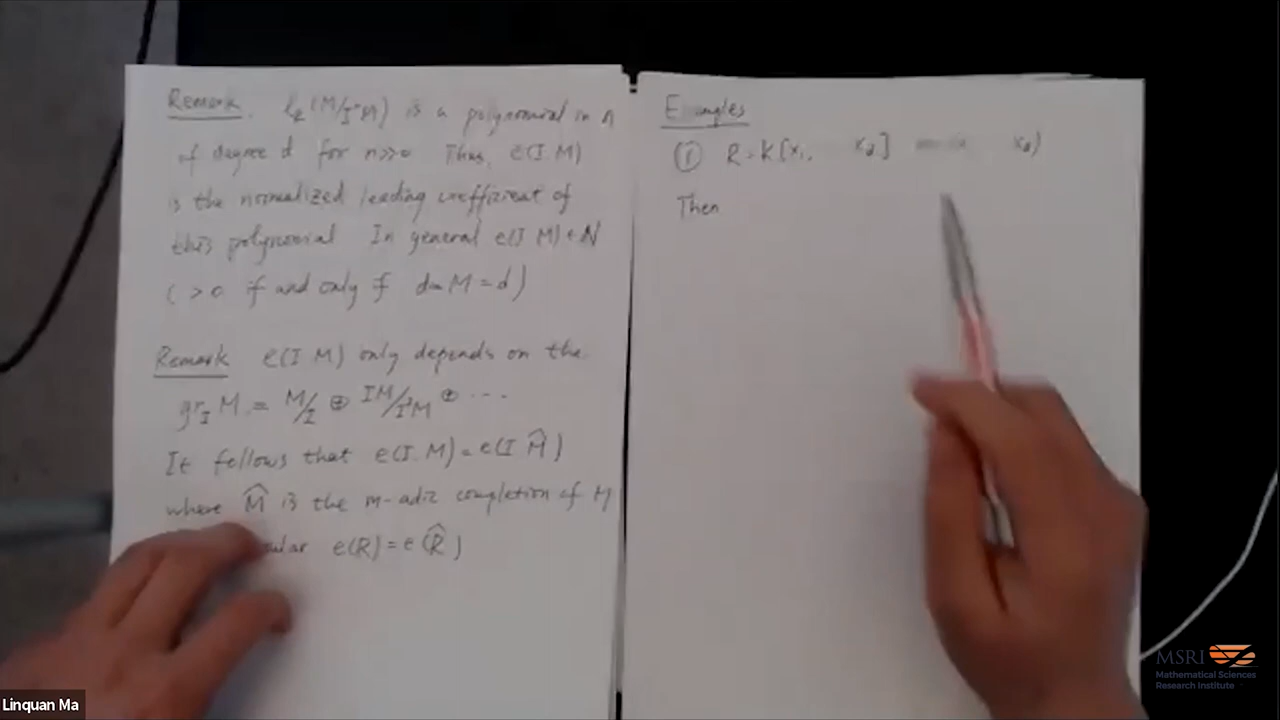 Remark. ℓ_R(M/IⁿM) is a polynomial in n
of degree d for n>>0 Thus, e(I, M)
is the normalized leading coefficient of
this polynomial In general e(I M) ∈ N
( >0 if and only if dim M = d )
Remark e(I M) only depends on the
gr_I M = M/I ⊕ IM/I²M ⊕ ···
It follows that e(I M) = e(I M̂)
where M̂ is the m-adic completion of M
e(R) = e(R̂)
Examples
① R = K[x₁, x_d]
Then
MSRI
Mathematical Sciences
Research Institute
Linquan Ma